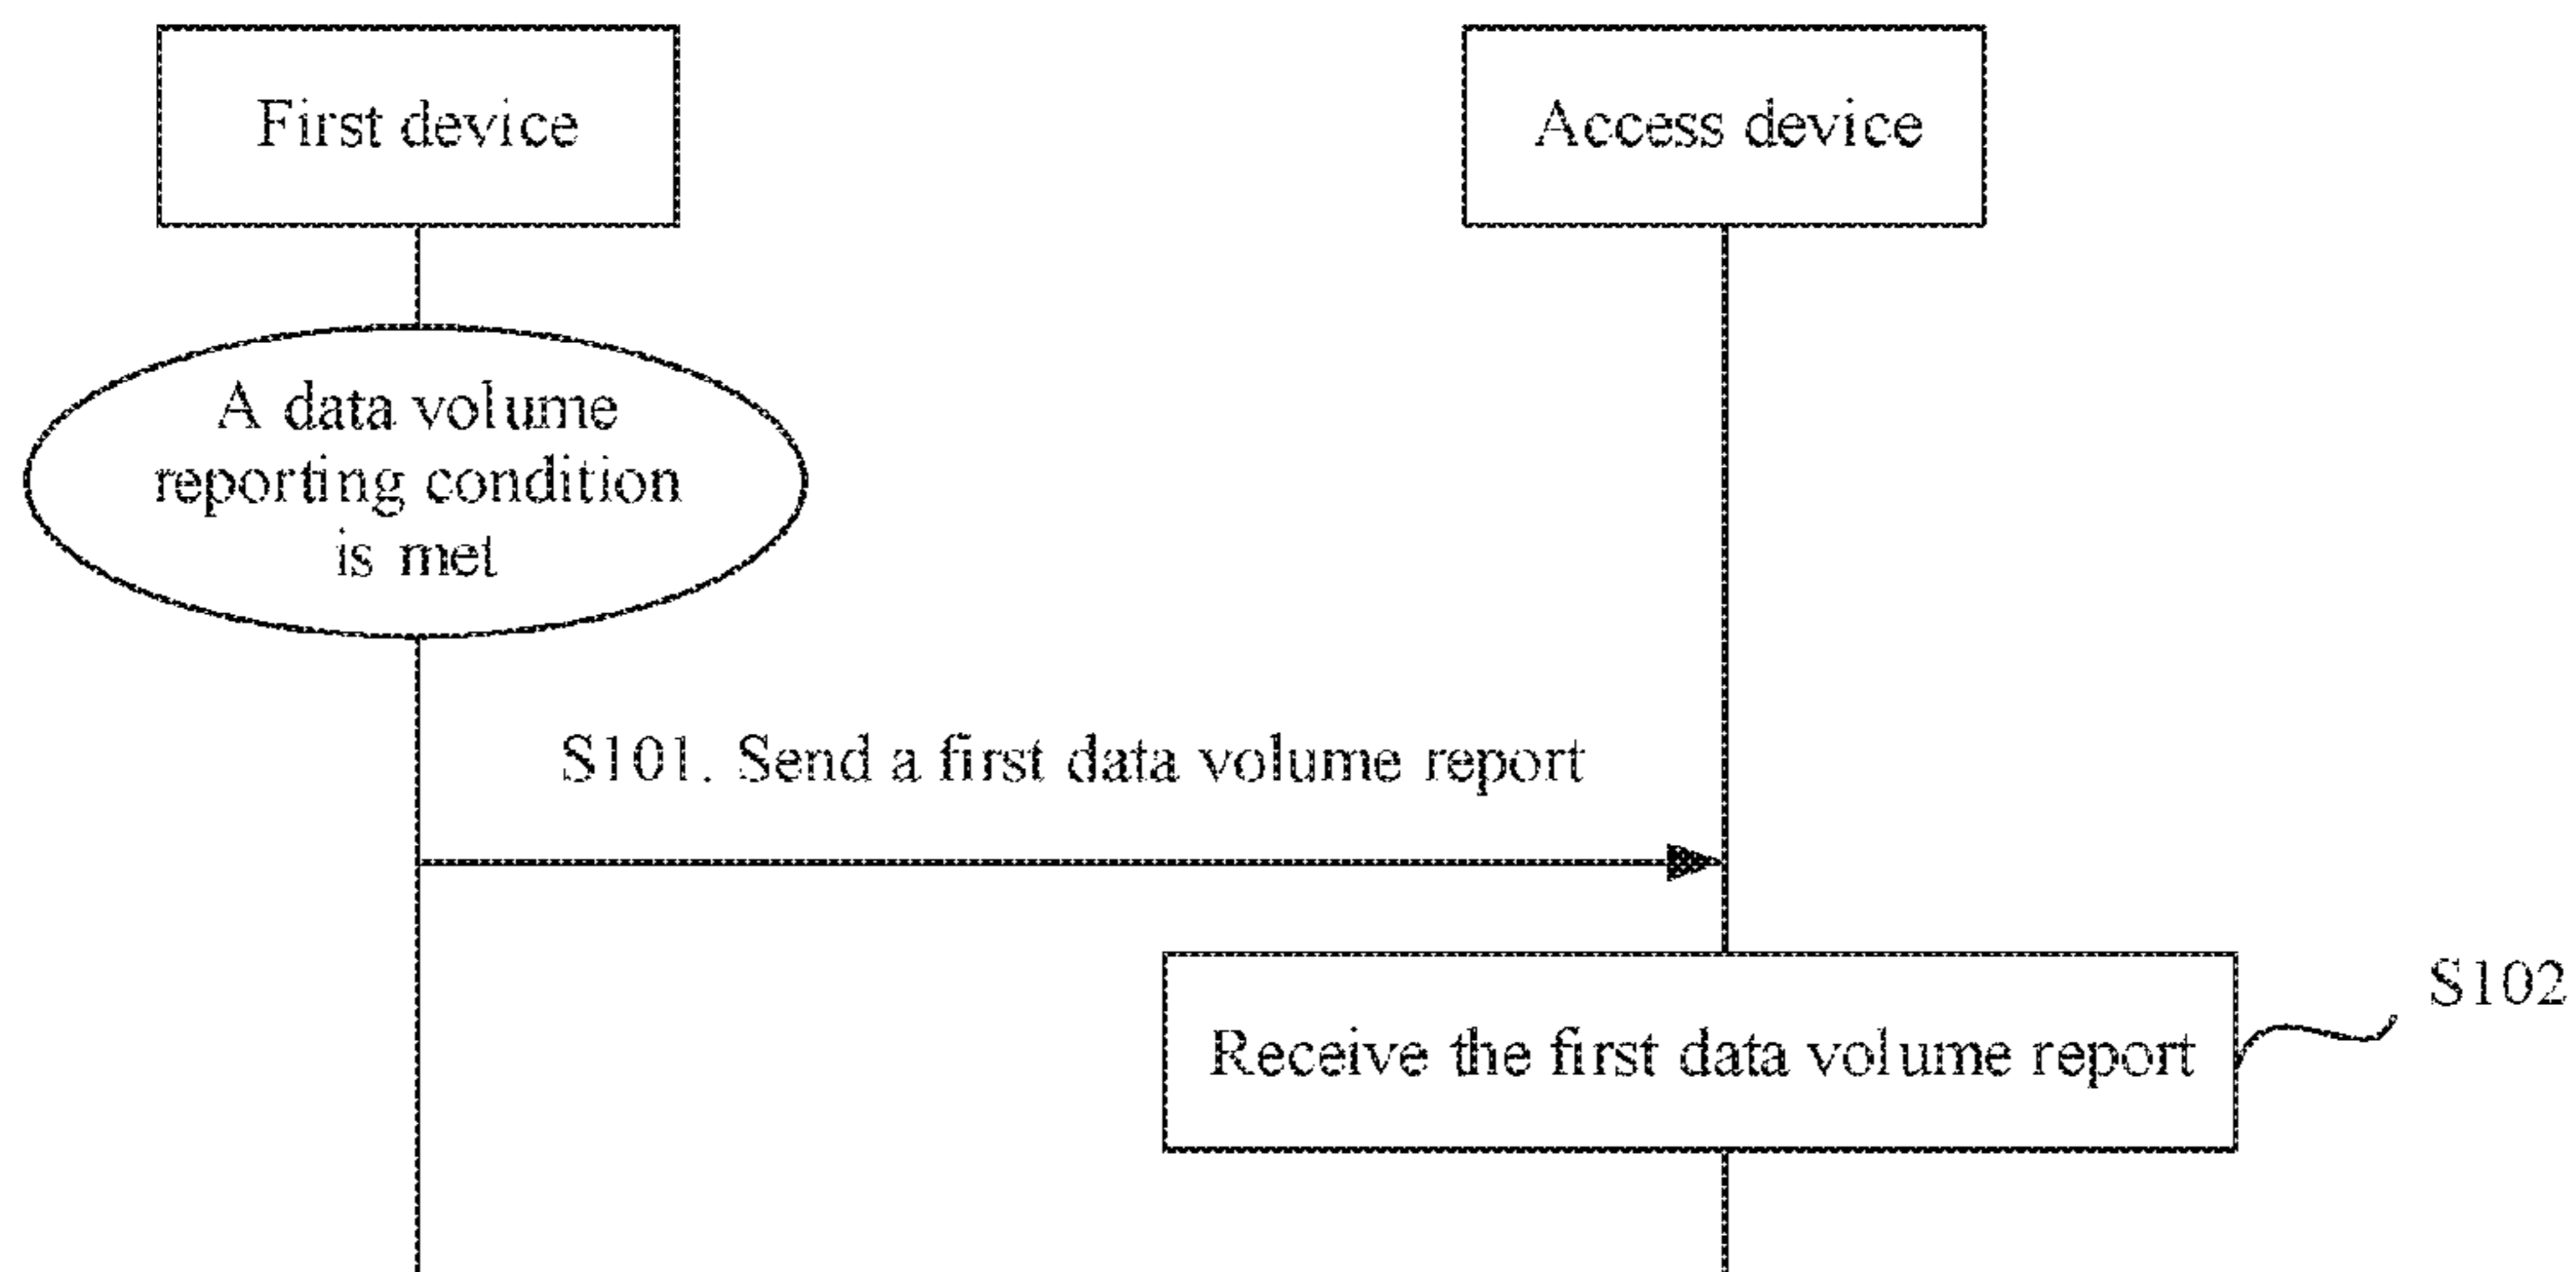 First device
Access device
A data volume
reporting condition
is met
S101. Send a first data volume report
S102
Receive the first data volume report